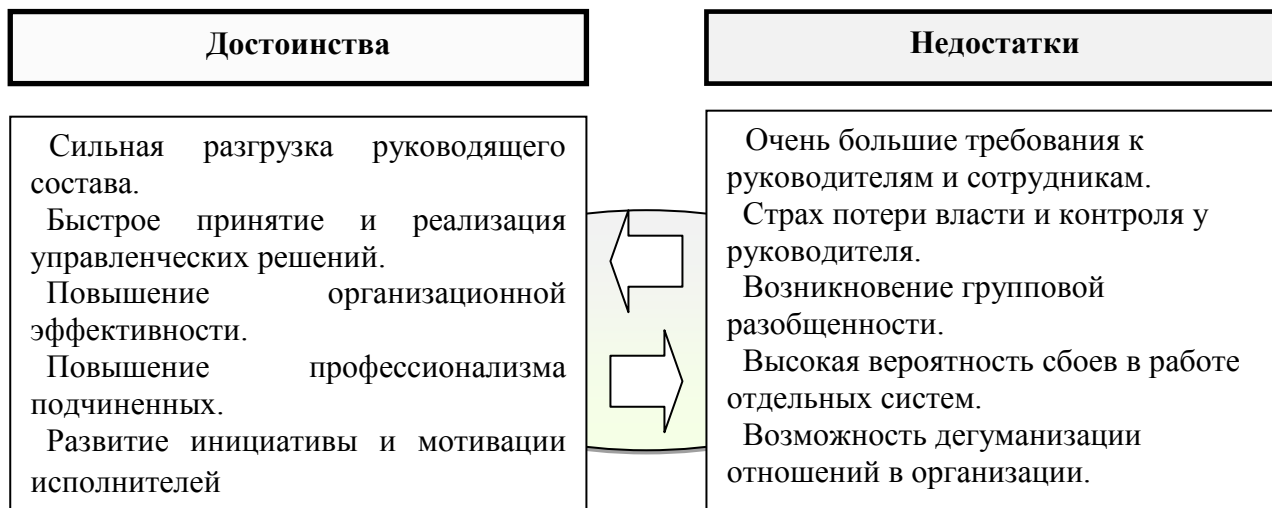 Достоинства
Сильная разгрузка руководящего
состава.
Быстрое принятие и реализация
управленческих решений.
Повышение организационной
эффективности.
Повышение профессионализма
подчиненных.
Развитие инициативы и мотивации
исполнителей
Недостатки
Очень большие требования к
руководителям и сотрудникам.
Страх потери власти и контроля у
руководителя.
Возникновение групповой
разобщенности.
Высокая вероятность сбоев в работе
отдельных систем.
Возможность дегуманизации
отношений в организации.